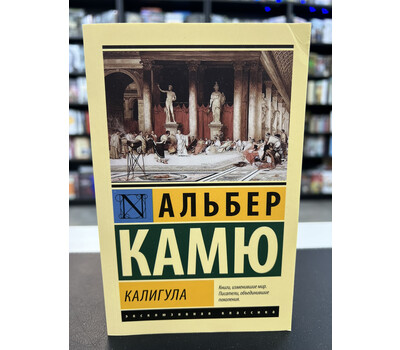 N АЛЬБЕР
КАМЮ
КАЛИГУЛА
Книги, изменившие мир.
Писатели, объединившие
поколения.
ЭКСКЛЮЗИВНАЯ КЛАССИКА